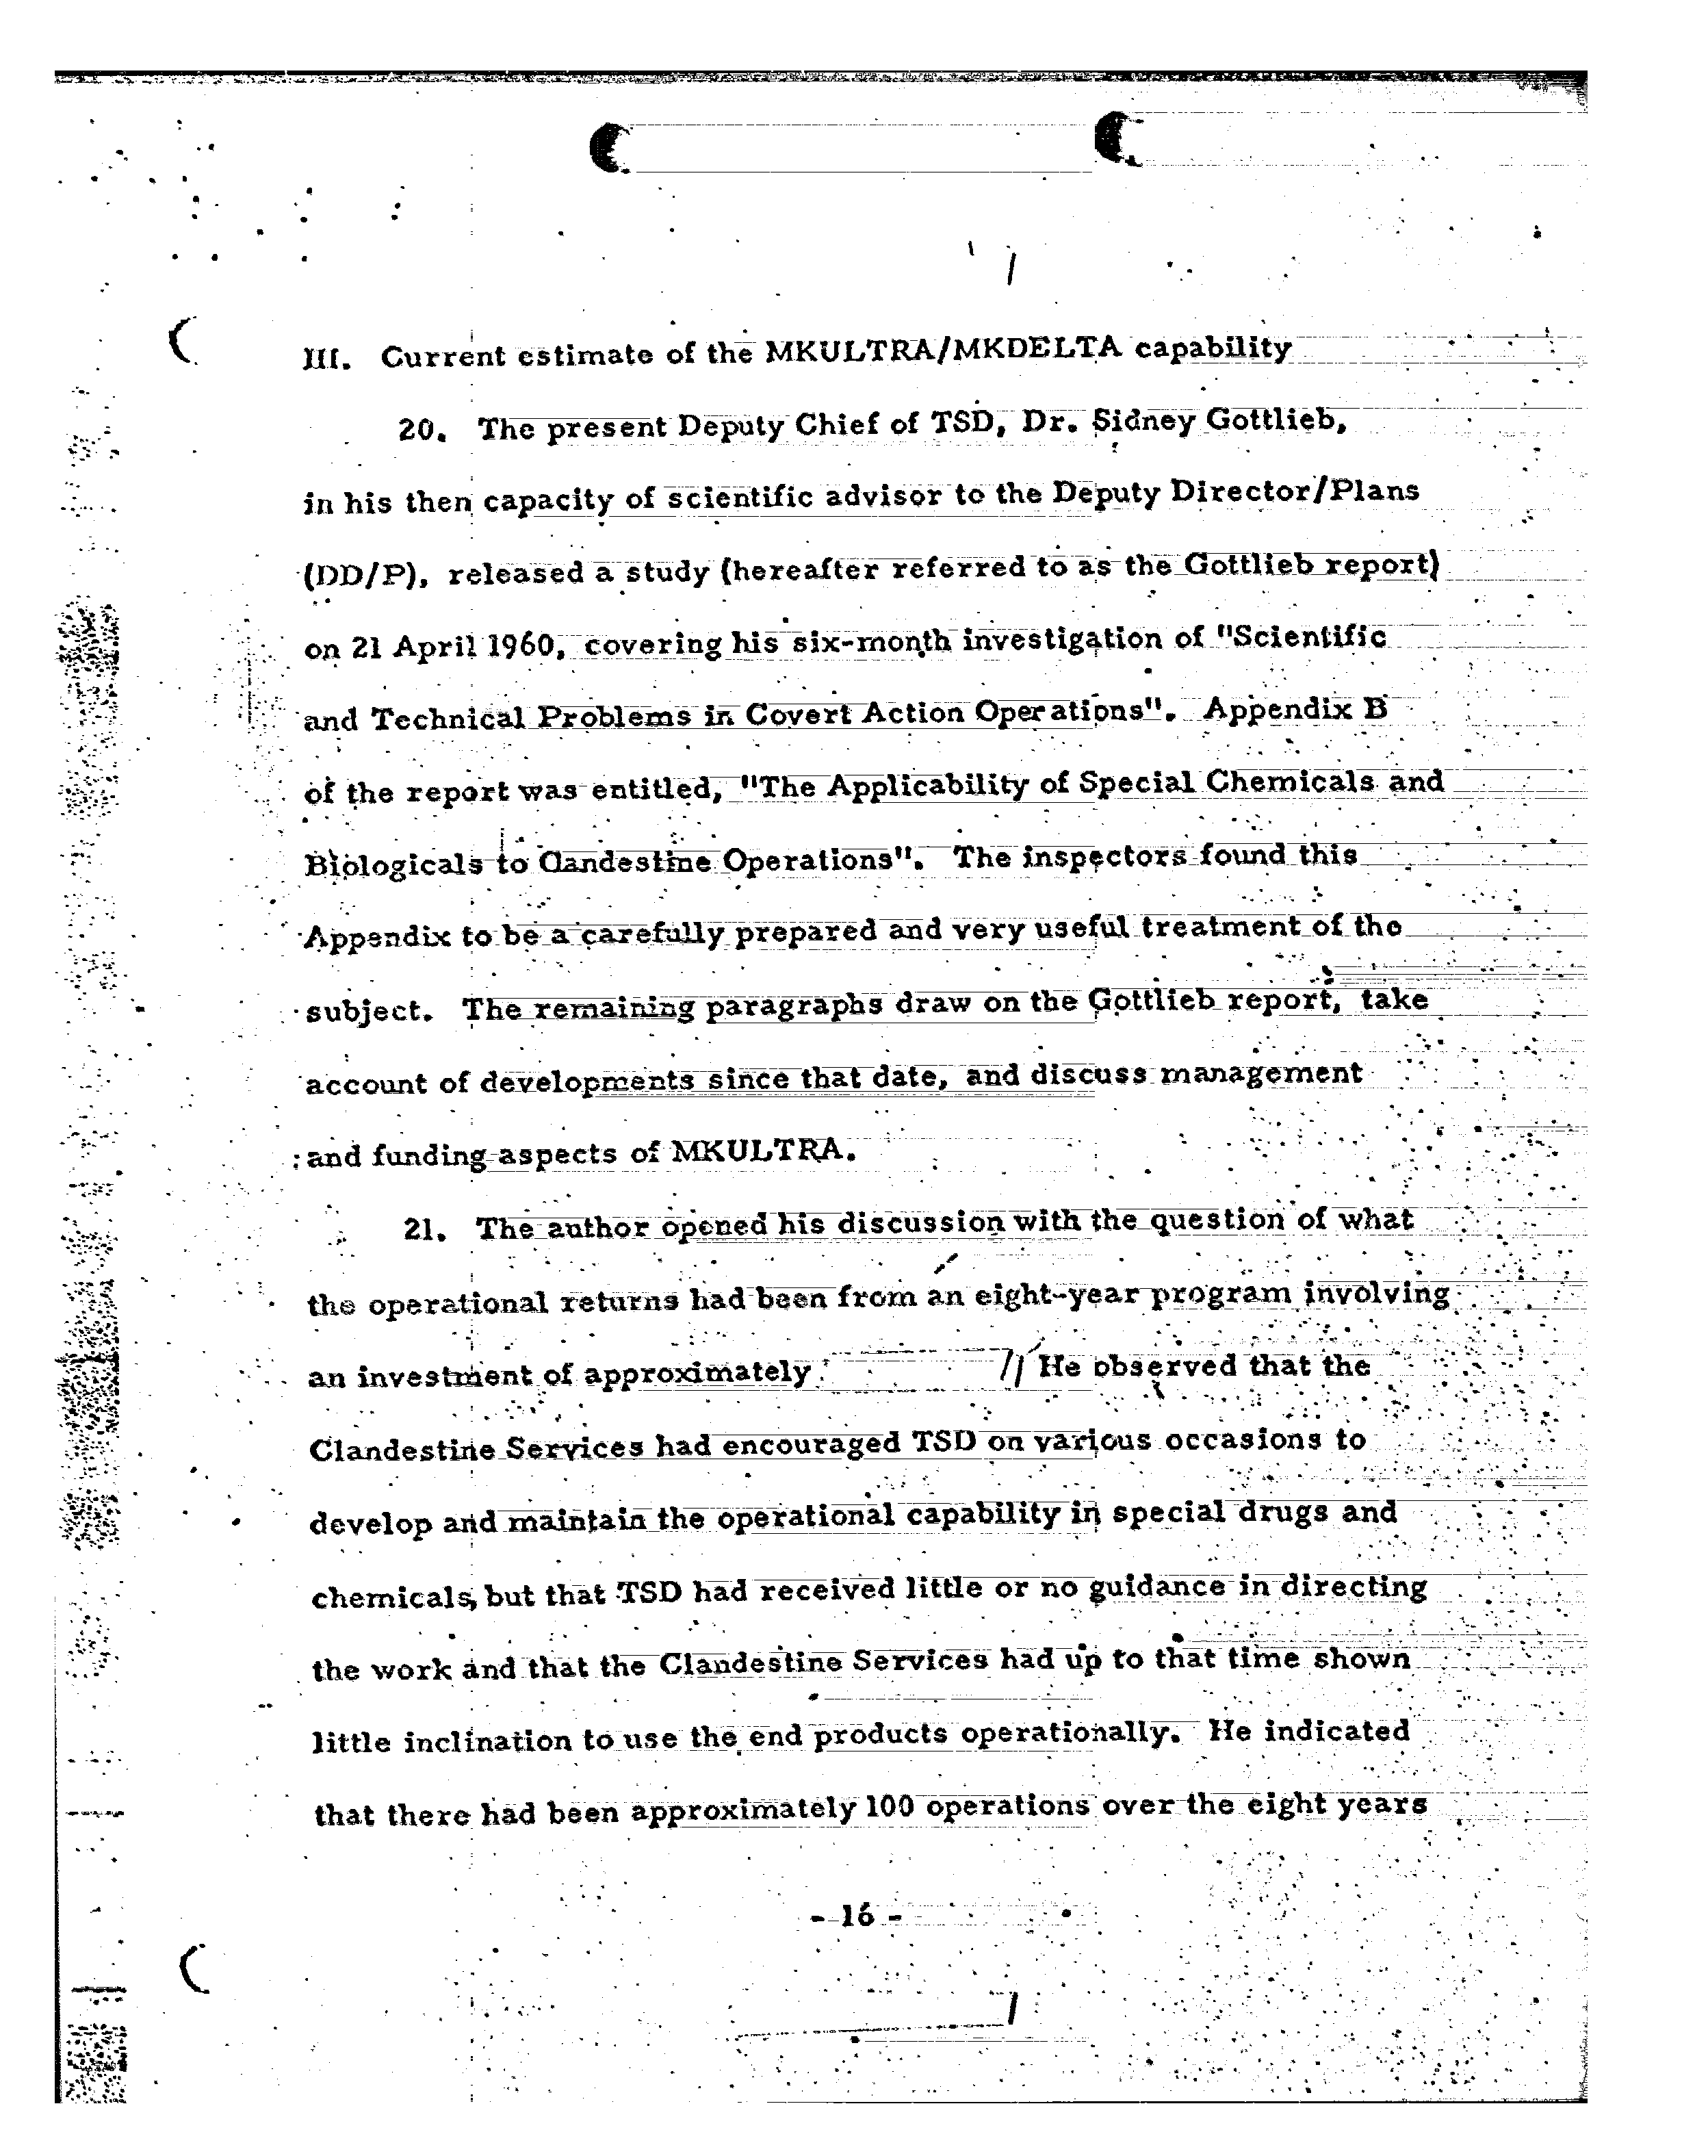 III. Current estimate of the MKULTRA/MKDELTA capability
20. The present Deputy Chief of TSD, Dr. Sidney Gottlieb,
in his then capacity of scientific advisor to the Deputy Director/Plans
(DD/P), released a study (hereafter referred to as the Gottlieb report)
on 21 April 1960, covering his six-month investigation of "Scientific
and Technical Problems in Covert Action Operations". Appendix B
of the report was entitled, "The Applicability of Special Chemicals and
Biologicals to Clandestine Operations". The inspectors found this
Appendix to be a carefully prepared and very useful treatment of the
subject. The remaining paragraphs draw on the Gottlieb report, take
account of developments since that date, and discuss management
and funding aspects of MKULTRA.
21. The author opened his discussion with the question of what
the operational returns had been from an eight-year program involving
an investment of approximately He observed that the
Clandestine Services had encouraged TSD on various occasions to
develop and maintain the operational capability in special drugs and
chemicals, but that TSD had received little or no guidance in directing
the work and that the Clandestine Services had up to that time shown
little inclination to use the end products operationally. He indicated
that there had been approximately 100 operations over the eight years
- 16 -